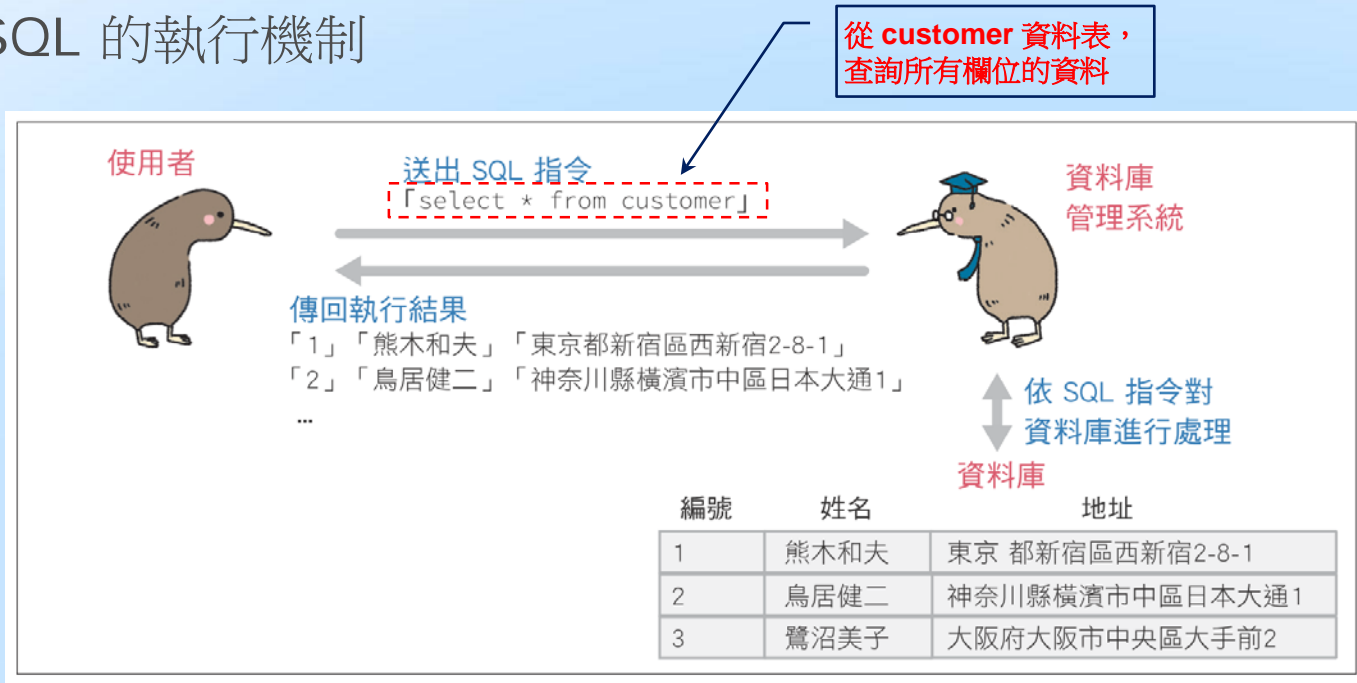 SQL 的執行機制
從 customer 資料表，
查詢所有欄位的資料
使用者
送出 SQL 指令
「select * from customer」
資料庫
管理系統
傳回執行結果
「1」「熊木和夫」「東京都新宿區西新宿2-8-1」
「2」「鳥居健二」「神奈川縣橫濱市中區日本大通1」
...
依 SQL 指令對
資料庫進行處理
資料庫
編號 姓名 地址
1 熊木和夫 東京 都新宿區西新宿2-8-1
2 鳥居健二 神奈川縣橫濱市中區日本大通1
3 鷺沼美子 大阪府大阪市中央區大手前2